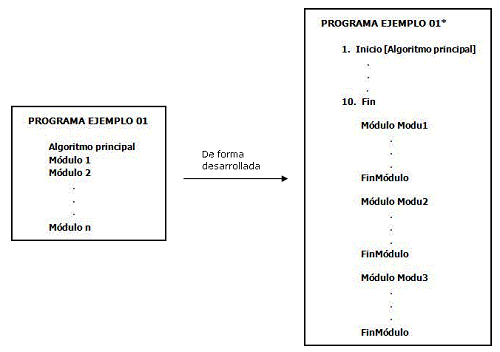 PROGRAMA EJEMPLO 01
Algoritmo principal
Módulo 1
Módulo 2
.
.
.
Módulo n
De forma
desarrollada
PROGRAMA EJEMPLO 01*
1. Inicio [Algoritmo principal]
.
.
.
10. Fin
Módulo Modu1
.
.
.
FinMódulo
Módulo Modu2
.
.
.
FinMódulo
Módulo Modu3
.
.
.
FinMódulo